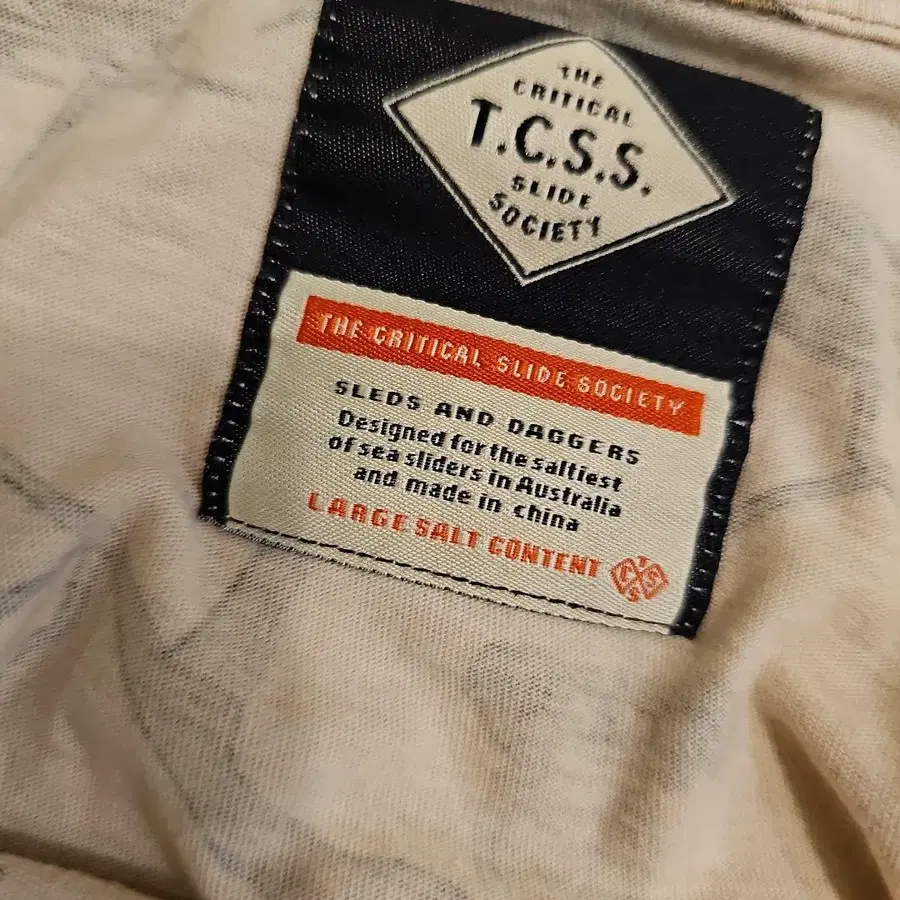 THE
CRITICAL
T.C.S.S.
SLIDE
SOCIETY
THE CRITICAL SLIDE SOCIETY
SLEDS AND DAGGERS
Designed for the saltiest
of sea sliders in Australia
and made in china
LARGE SALT CONTENT
T
C S
S